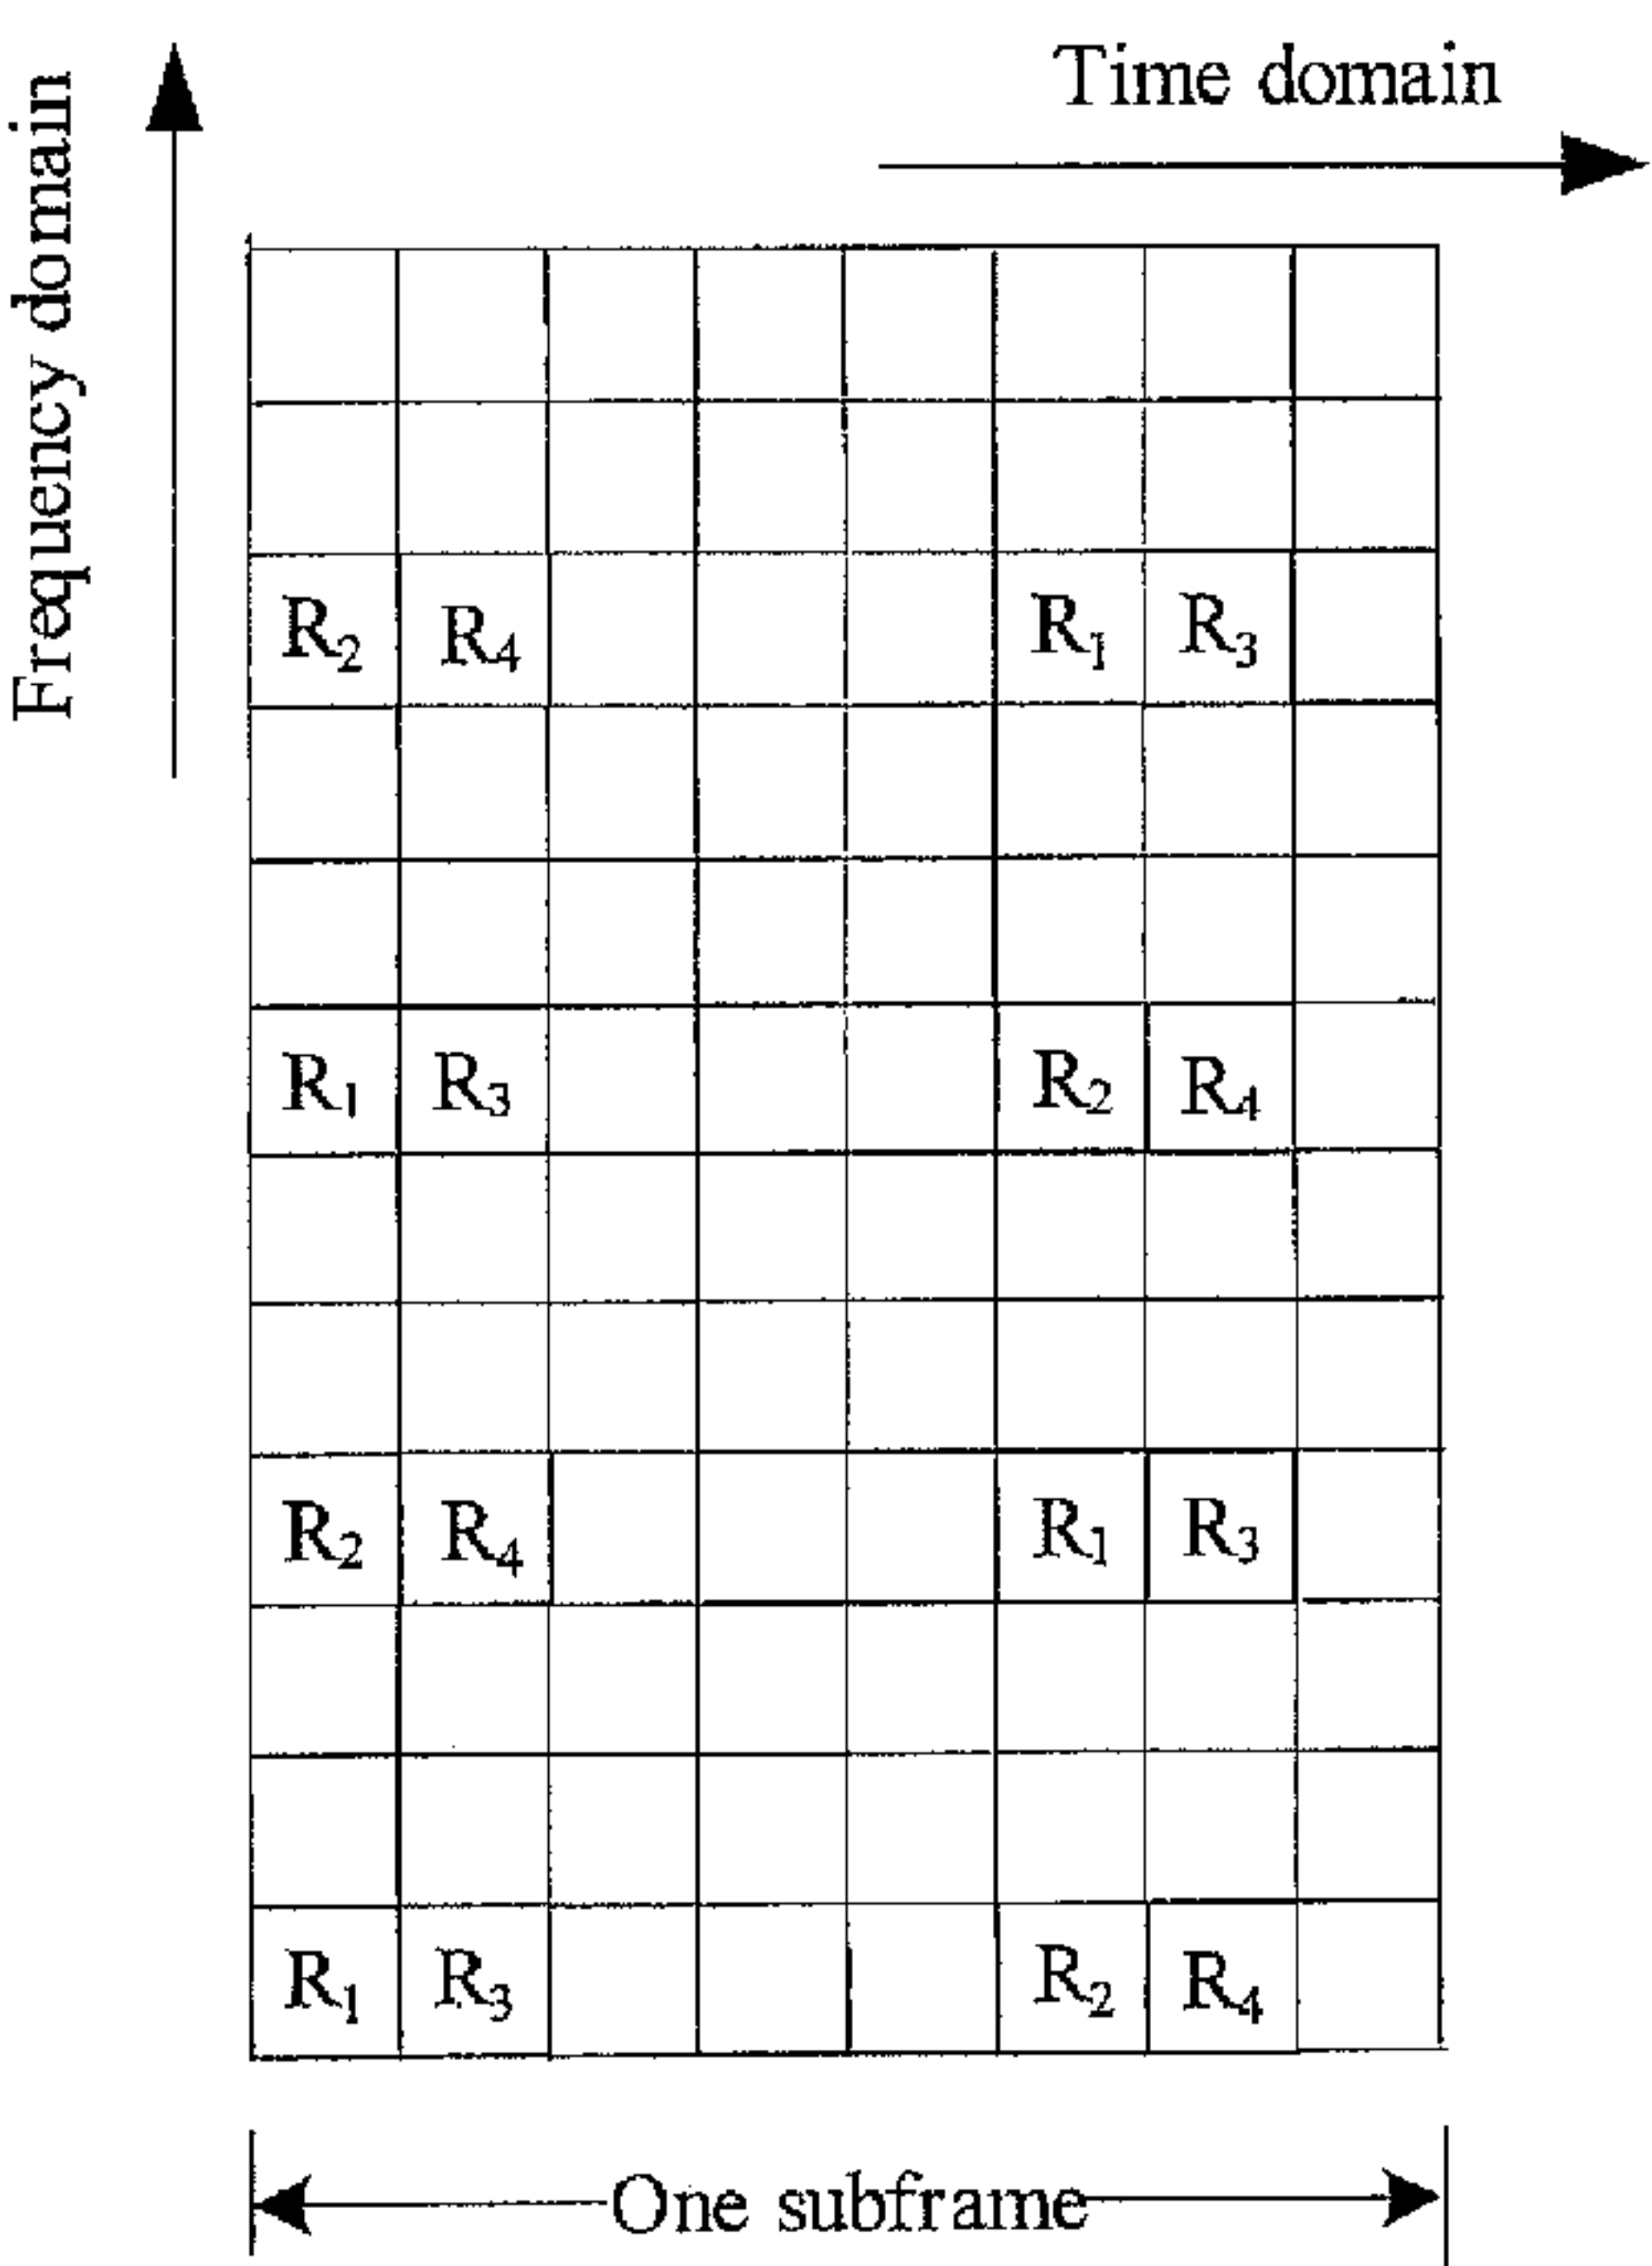 Time domain
Frequency domain
R2 R4 R1 R3
R1 R3 R2 R4
R2 R4 R1 R3
R1 R3 R2 R4
One subframe